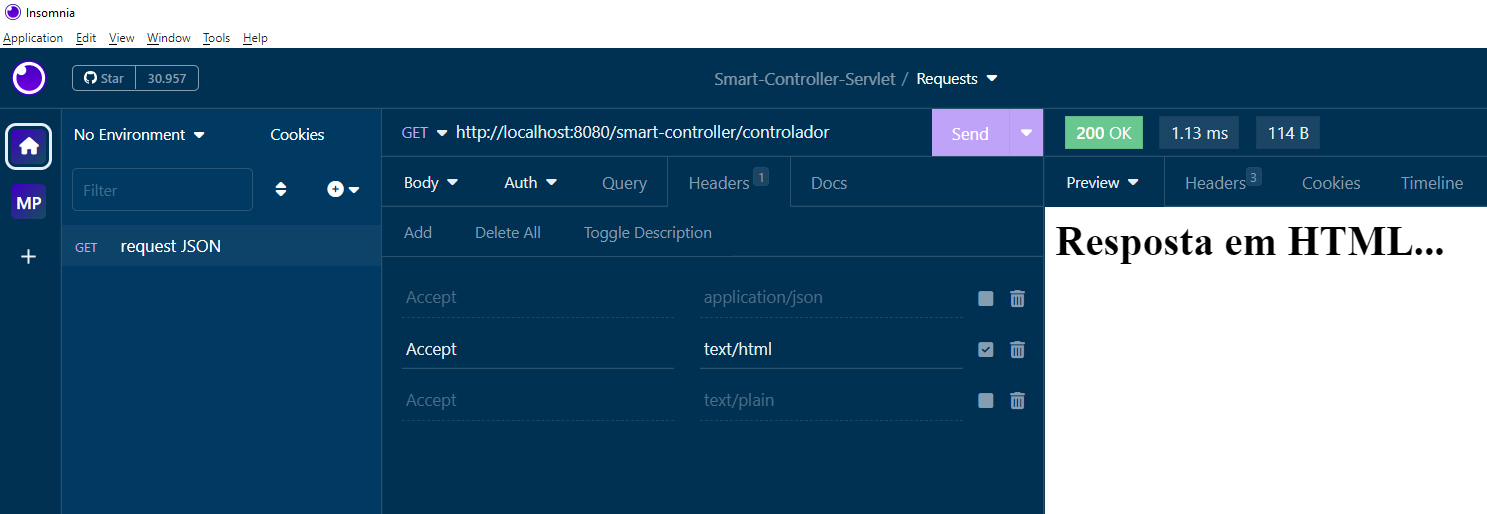 Insomnia
Application Edit View Window Tools Help
Star 30.957
Smart-Controller-Servlet / Requests
No Environment Cookies
GET http://localhost:8080/smart-controller/controlador Send
200 OK 1.13 ms 114 B
Filter
Body Auth Query Headers 1 Docs
Preview Headers 3 Cookies Timeline
MP
Add Delete All Toggle Description
GET request JSON
Resposta em HTML...
Accept application/json
Accept text/html
Accept text/plain